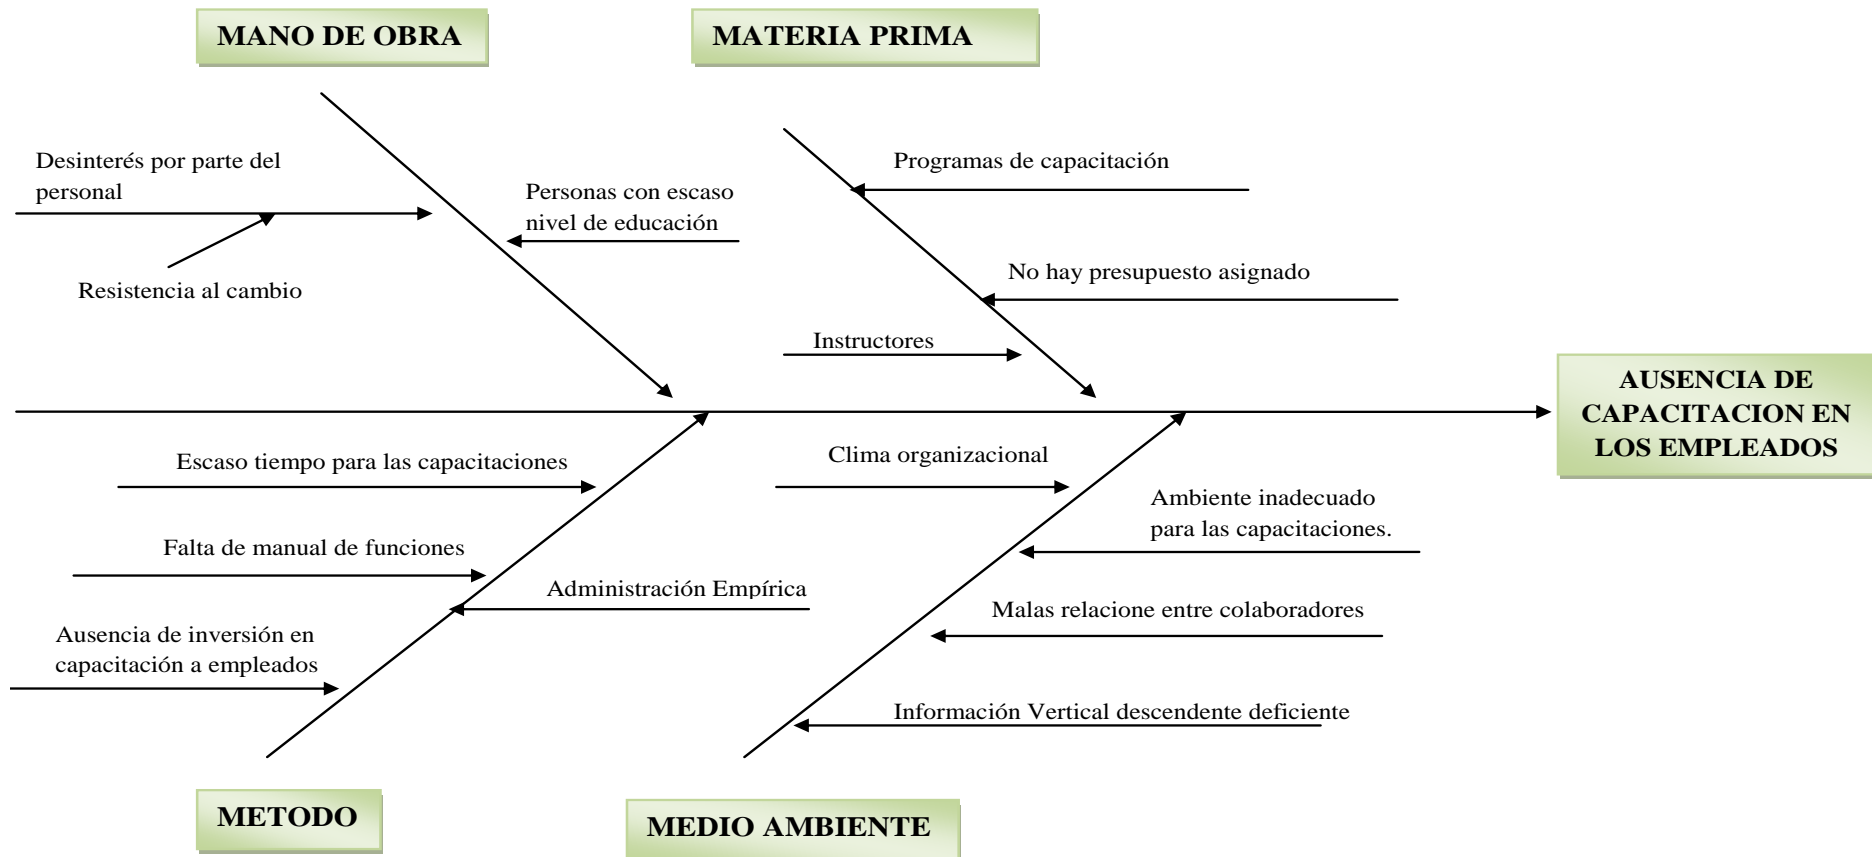 MANO DE OBRA
MATERIA PRIMA
Desinterés por parte del
personal
Programas de capacitación
Personas con escaso
nivel de educación
Resistencia al cambio
No hay presupuesto asignado
Instructores
AUSENCIA DE
CAPACITACION EN
LOS EMPLEADOS
Escaso tiempo para las capacitaciones
Clima organizacional
Ambiente inadecuado
para las capacitaciones.
Falta de manual de funciones
Administración Empírica
Malas relacione entre colaboradores
Ausencia de inversión en
capacitación a empleados
Información Vertical descendente deficiente
METODO
MEDIO AMBIENTE